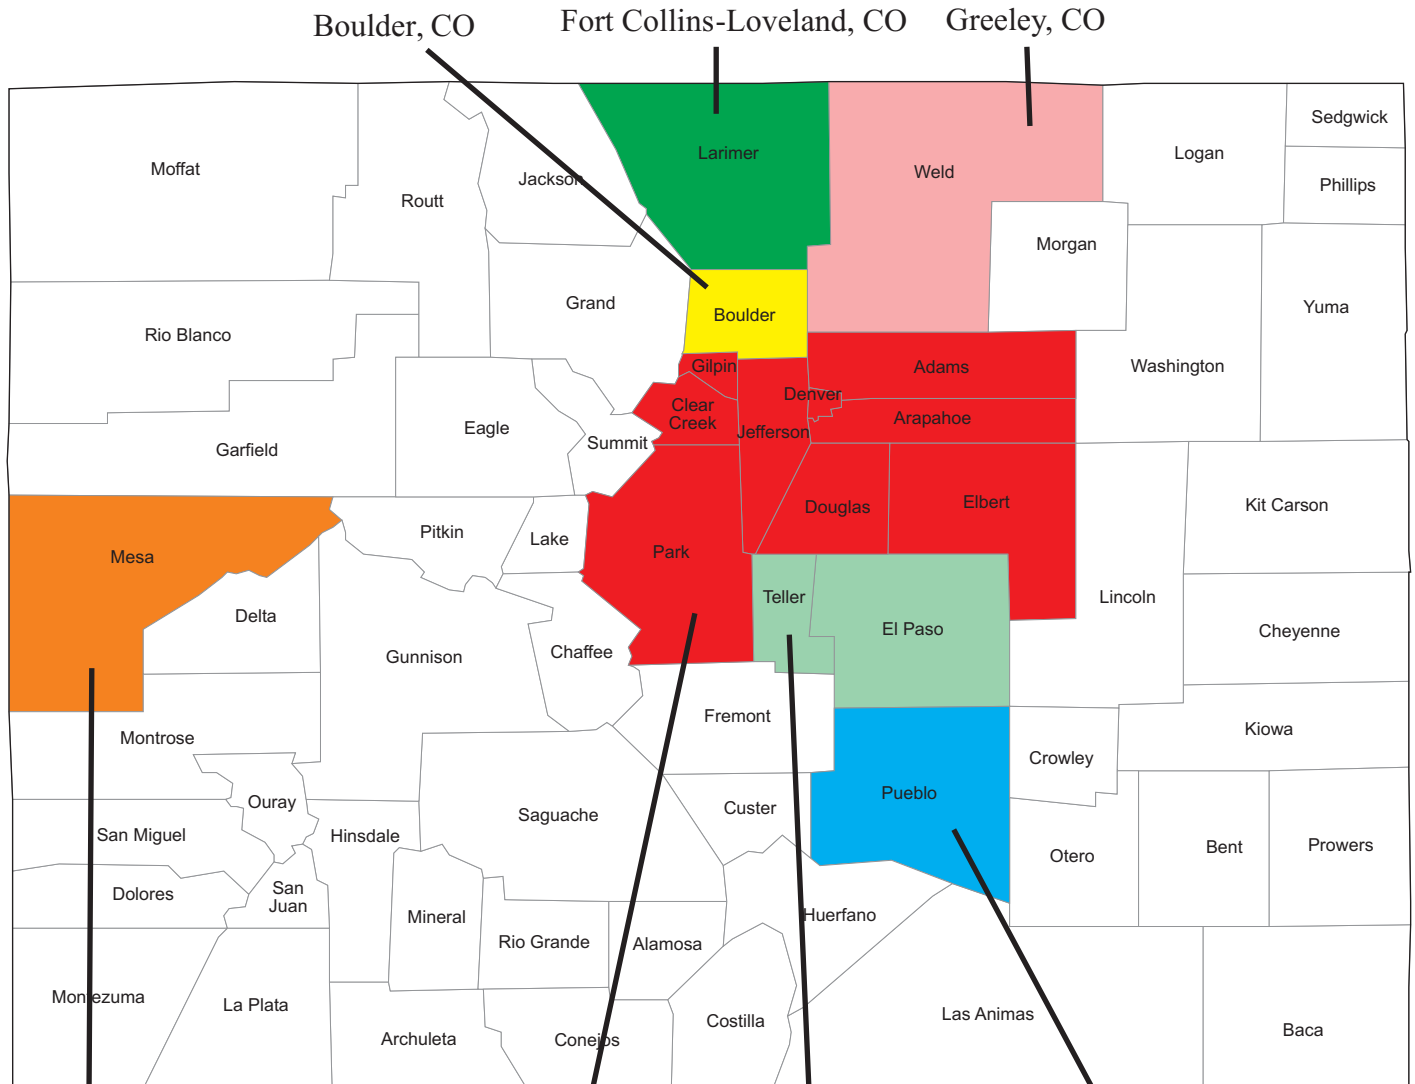 Boulder, CO
Fort Collins-Loveland, CO
Greeley, CO
Moffat
Routt
Jackson
Larimer
Weld
Logan
Sedgwick
Phillips
Morgan
Rio Blanco
Grand
Boulder
Yuma
Washington
Gilpin
Adams
Denver
Clear
Creek
Jefferson
Arapahoe
Garfield
Eagle
Summit
Douglas
Elbert
Kit Carson
Mesa
Pitkin
Lake
Park
Teller
El Paso
Lincoln
Cheyenne
Delta
Gunnison
Chaffee
Fremont
Kiowa
Montrose
Crowley
Ouray
Saguache
Custer
Pueblo
San Miguel
Hinsdale
Otero
Bent
Prowers
Dolores
San
Juan
Mineral
Rio Grande
Alamosa
Huerfano
Montezuma
La Plata
Archuleta
Conejos
Costilla
Las Animas
Baca